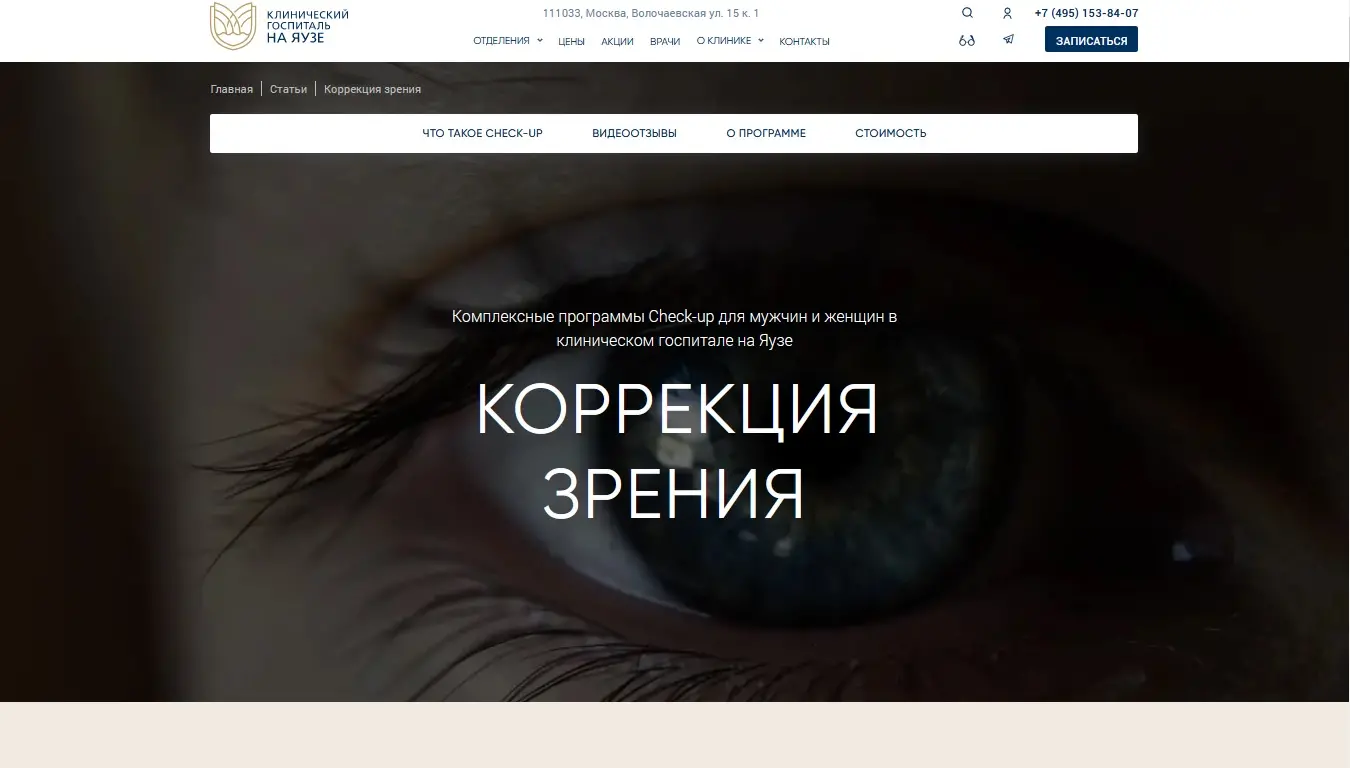 КЛИНИЧЕСКИЙ
ГОСПИТАЛЬ
НА ЯУЗЕ
111033, Москва, Волочаевская ул. 15 к. 1
+7 (495) 153-84-07
ОТДЕЛЕНИЯ ЦЕНЫ АКЦИИ ВРАЧИ О КЛИНИКЕ КОНТАКТЫ
ЗАПИСАТЬСЯ
Главная Статьи Коррекция зрения
ЧТО ТАКОЕ CHECK-UP ВИДЕООТЗЫВЫ О ПРОГРАММЕ СТОИМОСТЬ
Комплексные программы Check-up для мужчин и женщин в
клиническом госпитале на Яузе
КОРРЕКЦИЯ
ЗРЕНИЯ